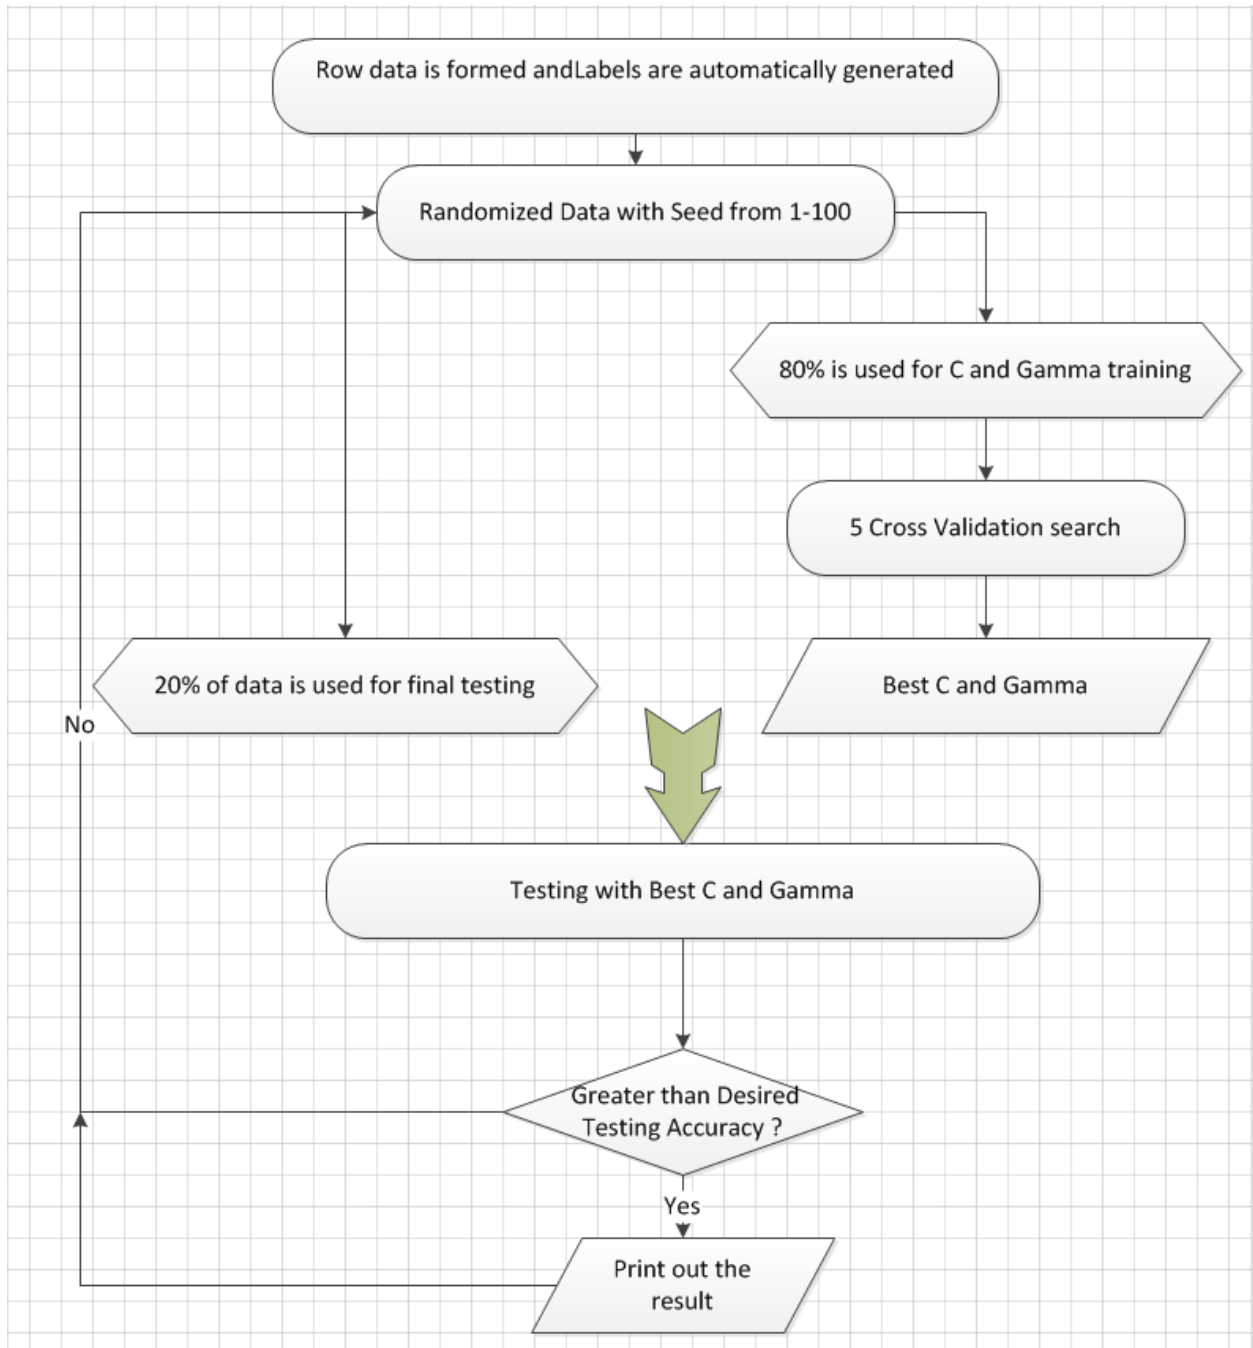 Row data is formed andLabels are automatically generated
Randomized Data with Seed from 1-100
80% is used for C and Gamma training
5 Cross Validation search
20% of data is used for final testing
Best C and Gamma
No
Testing with Best C and Gamma
Greater than Desired
Testing Accuracy ?
Yes
Print out the
result